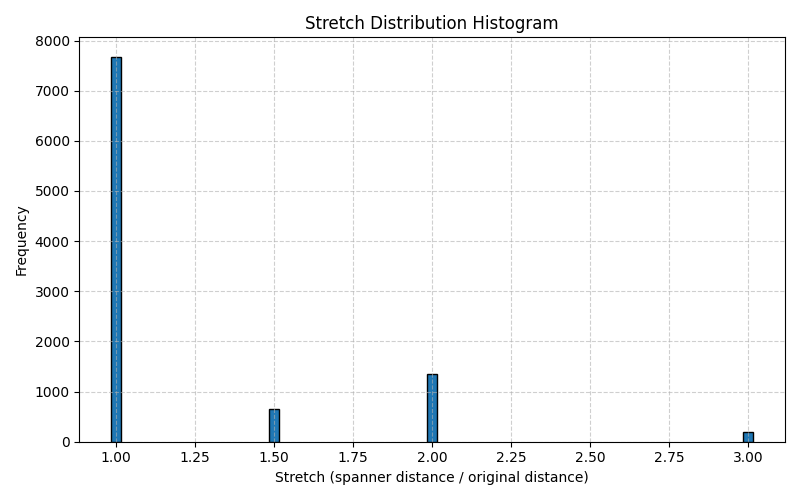 Stretch Distribution Histogram
8000
7000
6000
5000
4000
3000
2000
1000
0
Frequency
1.00 1.25 1.50 1.75 2.00 2.25 2.50 2.75 3.00
Stretch (spanner distance / original distance)